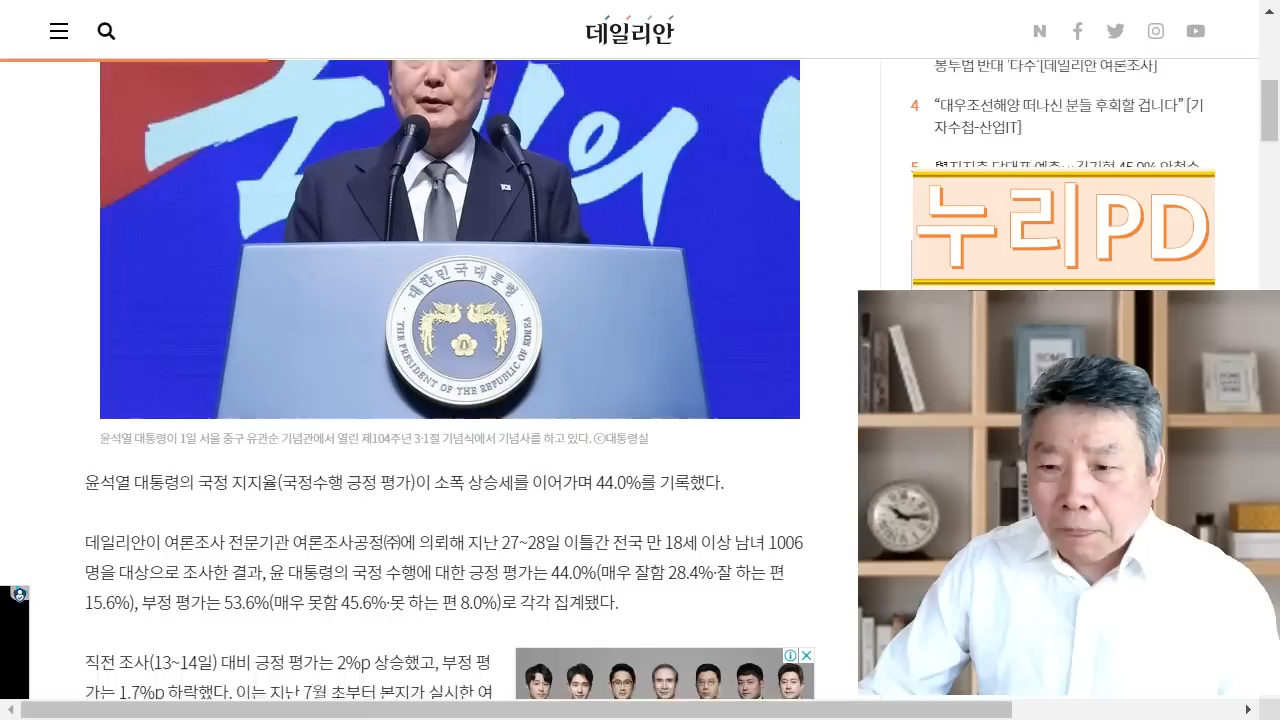 데일리안
봉투법 반대 '다수'[데일리안 여론조사]
4 “대우조선해양 떠나신 분들 후회할 겁니다” [기
자수첩-산업IT]
5
누리PD
대한민국대통령
THE PRESIDENT OF THE REPUBLIC OF KOREA
HOME
윤석열 대통령이 1일 서울 중구 유관순 기념관에서 열린 제104주년 3·1절 기념식에서 기념사를 하고 있다. ⓒ대통령실
윤석열 대통령의 국정 지지율(국정수행 긍정 평가)이 소폭 상승세를 이어가며 44.0%를 기록했다.
데일리안이 여론조사 전문기관 여론조사공정㈜에 의뢰해 지난 27~28일 이틀간 전국 만 18세 이상 남녀 1006
명을 대상으로 조사한 결과, 윤 대통령의 국정 수행에 대한 긍정 평가는 44.0%(매우 잘함 28.4%·잘 하는 편
15.6%), 부정 평가는 53.6%(매우 못함 45.6%·못 하는 편 8.0%)로 각각 집계됐다.
직전 조사(13~14일) 대비 긍정 평가는 2%p 상승했고, 부정 평
가는 1.7%p 하락했다. 이는 지난 7월 초부터 본지가 실시한 여